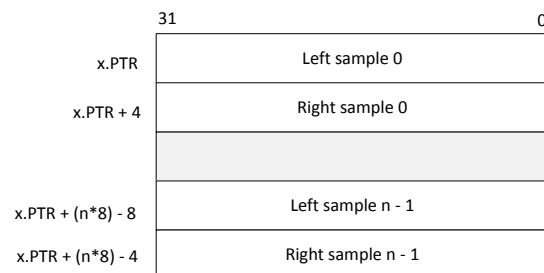 31 0
x.PTR Left sample 0
x.PTR + 4 Right sample 0
x.PTR + (n*8) - 8 Left sample n - 1
x.PTR + (n*8) - 4 Right sample n - 1